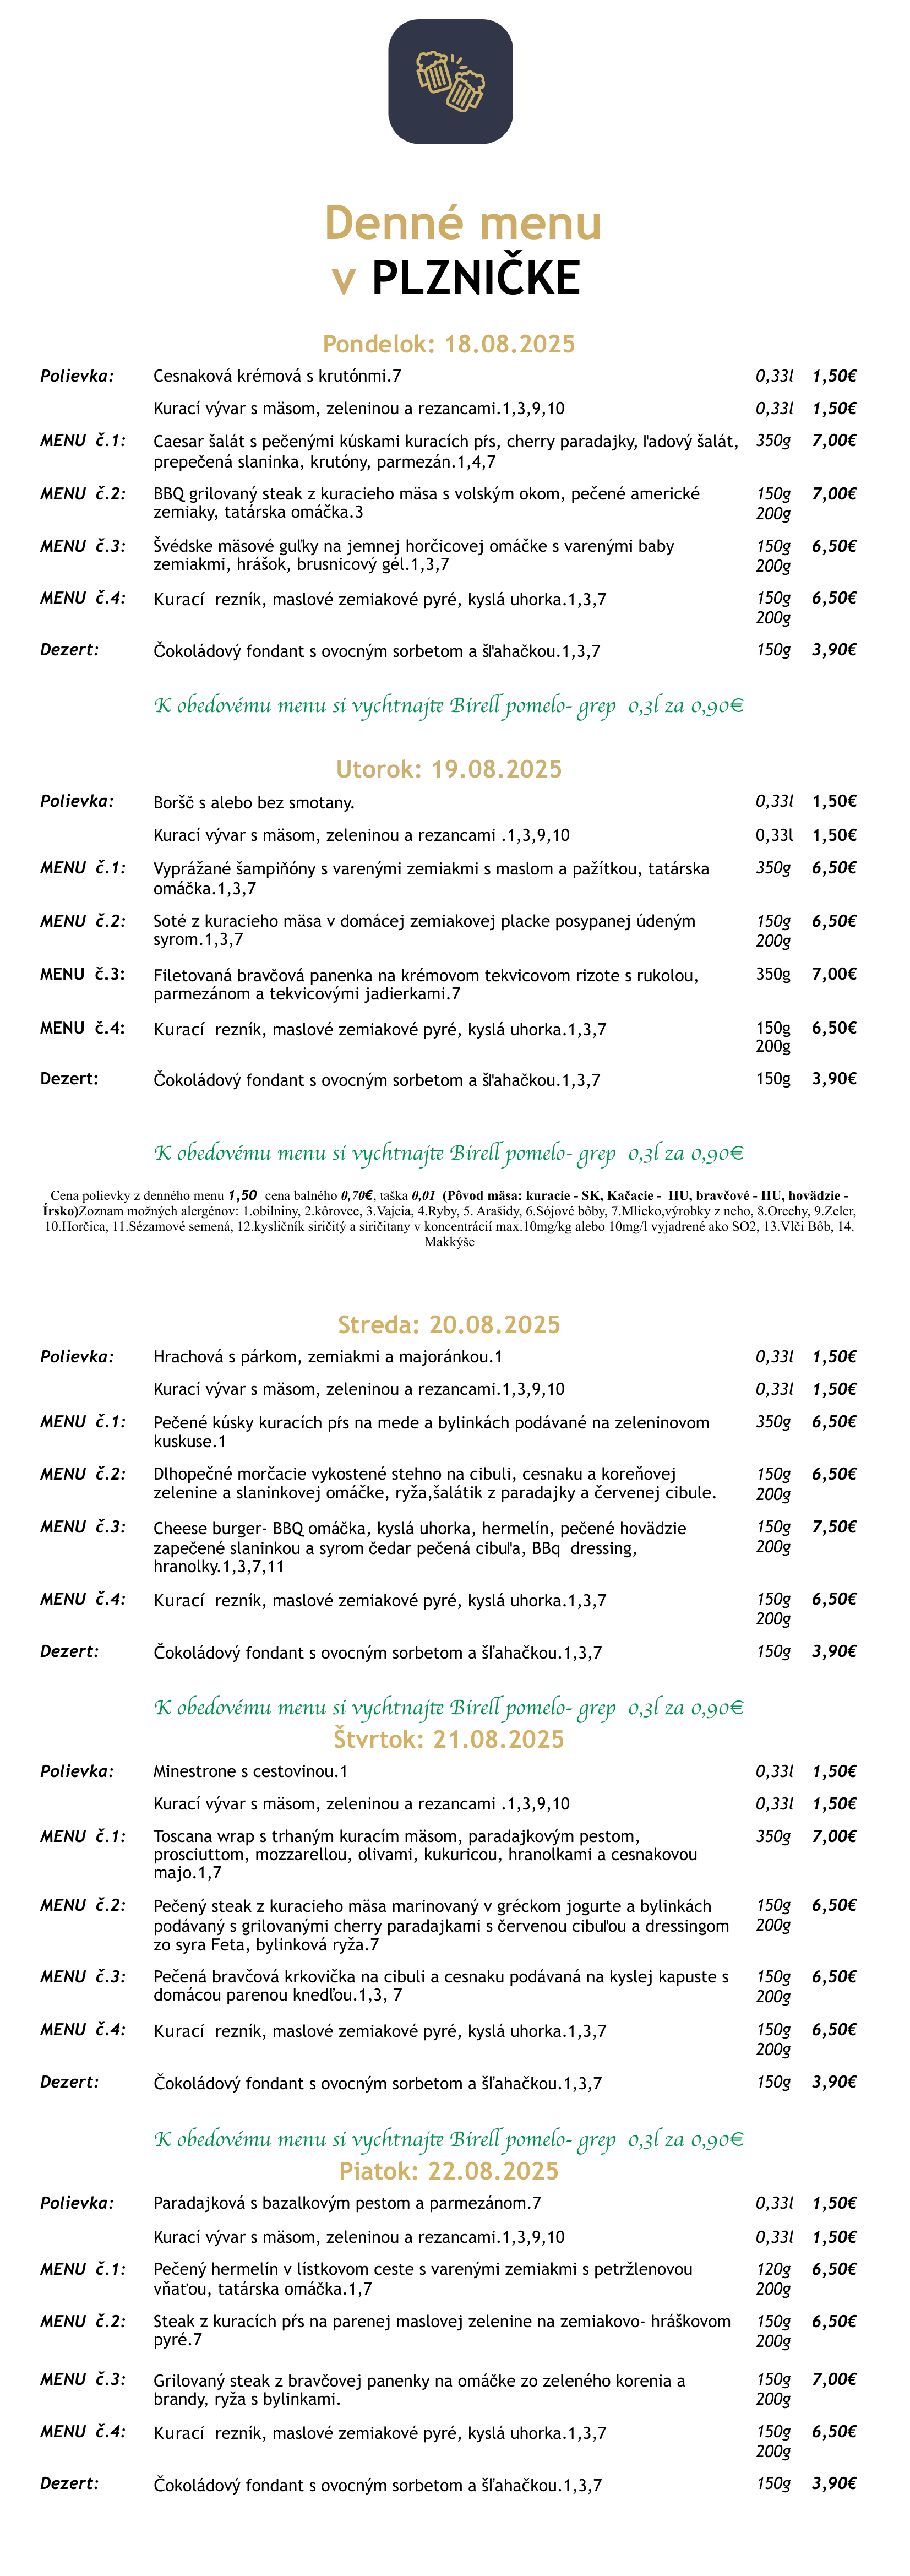 Denné menu
v PLZNIČKE
Pondelok: 18.08.2025
Polievka: Cesnaková krémová s krutónmi.7 0,33l 1,50€
Kurací vývar s mäsom, zeleninou a rezancami.1,3,9,10 0,33l 1,50€
MENU č.1: Caesar šalát s pečenými kúskami kuracích pŕs, cherry paradajky, ľadový šalát, 350g 7,00€
prepečená slaninka, krutóny, parmezán.1,4,7
MENU č.2: BBQ grilovaný steak z kuracieho mäsa s volským okom, pečené americké 150g 7,00€
zemiaky, tatárska omáčka.3 200g
MENU č.3: Švédske mäsové guľky na jemnej horčicovej omáčke s varenými baby 150g 6,50€
zemiakmi, hrášok, brusnicový gél.1,3,7 200g
MENU č.4: Kurací rezník, maslové zemiakové pyré, kyslá uhorka.1,3,7 150g 6,50€
200g
Dezert: Čokoládový fondant s ovocným sorbetom a šľahačkou.1,3,7 150g 3,90€
K obedovému menu si vychtnajte Birell pomelo- grep 0,3l za 0,90€
Utorok: 19.08.2025
Polievka: Boršč s alebo bez smotany. 0,33l 1,50€
Kurací vývar s mäsom, zeleninou a rezancami .1,3,9,10 0,33l 1,50€
MENU č.1: Vyprážané šampiňóny s varenými zemiakmi s maslom a pažítkou, tatárska 350g 6,50€
omáčka.1,3,7
MENU č.2: Soté z kuracieho mäsa v domácej zemiakovej placke posypanej údeným 150g 6,50€
syrom.1,3,7 200g
MENU č.3: Filetovaná bravčová panenka na krémovom tekvicovom rizote s rukolou, 350g 7,00€
parmezánom a tekvicovými jadierkami.7
MENU č.4: Kurací rezník, maslové zemiakové pyré, kyslá uhorka.1,3,7 150g 6,50€
200g
Dezert: Čokoládový fondant s ovocným sorbetom a šľahačkou.1,3,7 150g 3,90€
K obedovému menu si vychtnajte Birell pomelo- grep 0,3l za 0,90€
Cena polievky z denného menu 1,50 cena balného 0,70€, taška 0,01 (Pôvod mäsa: kuracie - SK, Kačacie - HU, bravčové - HU, hovädzie -
Írsko)Zoznam možných alergénov: 1.obilniny, 2.kôrovce, 3.Vajcia, 4.Ryby, 5. Arašidy, 6.Sójové bôby, 7.Mlieko,výrobky z neho, 8.Orechy, 9.Zeler,
10.Horčica, 11.Sézamové semená, 12.kysličník siričitý a siričitany v koncentrácií max.10mg/kg alebo 10mg/l vyjadrené ako SO2, 13.Vlčí Bôb, 14.
Makkýše
Streda: 20.08.2025
Polievka: Hrachová s párkom, zemiakmi a majoránkou.1 0,33l 1,50€
Kurací vývar s mäsom, zeleninou a rezancami.1,3,9,10 0,33l 1,50€
MENU č.1: Pečené kúsky kuracích pŕs na mede a bylinkách podávané na zeleninovom 350g 6,50€
kuskuse.1
MENU č.2: Dlhopečné morčacie vykostené stehno na cibuli, cesnaku a koreňovej 150g 6,50€
zelenine a slaninkovej omáčke, ryža,šalátik z paradajky a červenej cibule. 200g
MENU č.3: Cheese burger- BBQ omáčka, kyslá uhorka, hermelín, pečené hovädzie 150g 7,50€
zapečené slaninkou a syrom čedar pečená cibuľa, BBq dressing, 200g
hranolky.1,3,7,11
MENU č.4: Kurací rezník, maslové zemiakové pyré, kyslá uhorka.1,3,7 150g 6,50€
200g
Dezert: Čokoládový fondant s ovocným sorbetom a šľahačkou.1,3,7 150g 3,90€
K obedovému menu si vychtnajte Birell pomelo- grep 0,3l za 0,90€
Štvrtok: 21.08.2025
Polievka: Minestrone s cestovinou.1 0,33l 1,50€
Kurací vývar s mäsom, zeleninou a rezancami .1,3,9,10 0,33l 1,50€
MENU č.1: Toscana wrap s trhaným kuracím mäsom, paradajkovým pestom, 350g 7,00€
prosciuttom, mozzarellou, olivami, kukuricou, hranolkami a cesnakovou
majo.1,7
MENU č.2: Pečený steak z kuracieho mäsa marinovaný v gréckom jogurte a bylinkách 150g 6,50€
podávaný s grilovanými cherry paradajkami s červenou cibuľou a dressingom 200g
zo syra Feta, bylinková ryža.7
MENU č.3: Pečená bravčová krkovička na cibuli a cesnaku podávaná na kyslej kapuste s 150g 6,50€
domácou parenou knedľou.1,3, 7 200g
MENU č.4: Kurací rezník, maslové zemiakové pyré, kyslá uhorka.1,3,7 150g 6,50€
200g
Dezert: Čokoládový fondant s ovocným sorbetom a šľahačkou.1,3,7 150g 3,90€
K obedovému menu si vychtnajte Birell pomelo- grep 0,3l za 0,90€
Piatok: 22.08.2025
Polievka: Paradajková s bazalkovým pestom a parmezánom.7 0,33l 1,50€
Kurací vývar s mäsom, zeleninou a rezancami.1,3,9,10 0,33l 1,50€
MENU č.1: Pečený hermelín v lístkovom ceste s varenými zemiakmi s petržlenovou 120g 6,50€
vňaťou, tatárska omáčka.1,7 200g
MENU č.2: Steak z kuracích pŕs na parenej maslovej zelenine na zemiakovo- hráškovom 150g 6,50€
pyré.7 200g
MENU č.3: Grilovaný steak z bravčovej panenky na omáčke zo zeleného korenia a 150g 7,00€
brandy, ryža s bylinkami. 200g
MENU č.4: Kurací rezník, maslové zemiakové pyré, kyslá uhorka.1,3,7 150g 6,50€
200g
Dezert: Čokoládový fondant s ovocným sorbetom a šľahačkou.1,3,7 150g 3,90€